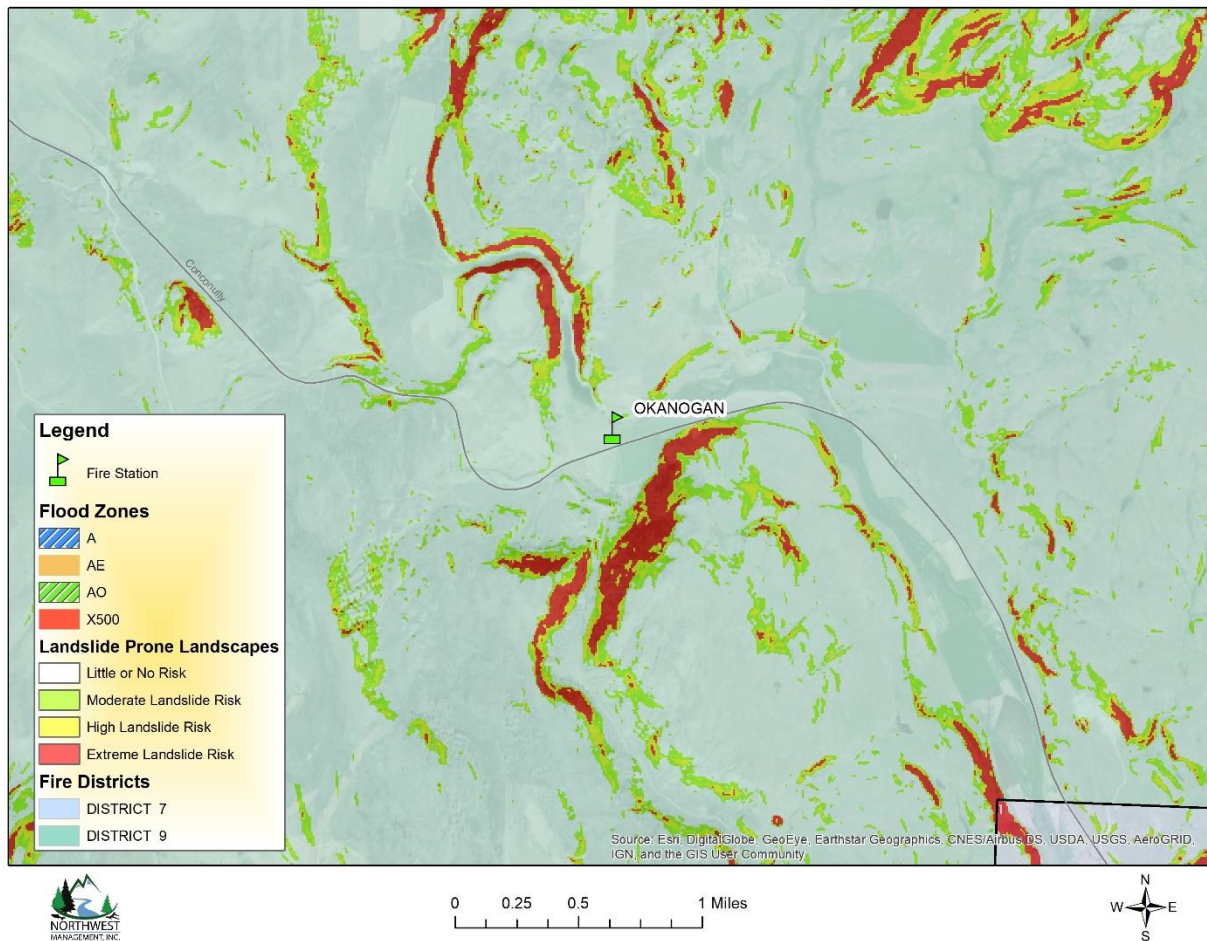 Conconully
OKANOGAN
Legend
Fire Station
Flood Zones
A
AE
AO
X500
Landslide Prone Landscapes
Little or No Risk
Moderate Landslide Risk
High Landslide Risk
Extreme Landslide Risk
Fire Districts
DISTRICT 7
DISTRICT 9
Source: Esri, DigitalGlobe, GeoEye, Earthstar Geographics, CNES/Airbus DS, USDA, USGS, AeroGRID,
IGN, and the GIS User Community
NORTHWEST
MANAGEMENT, INC.
0 0.25 0.5 1 Miles
N
W E
S